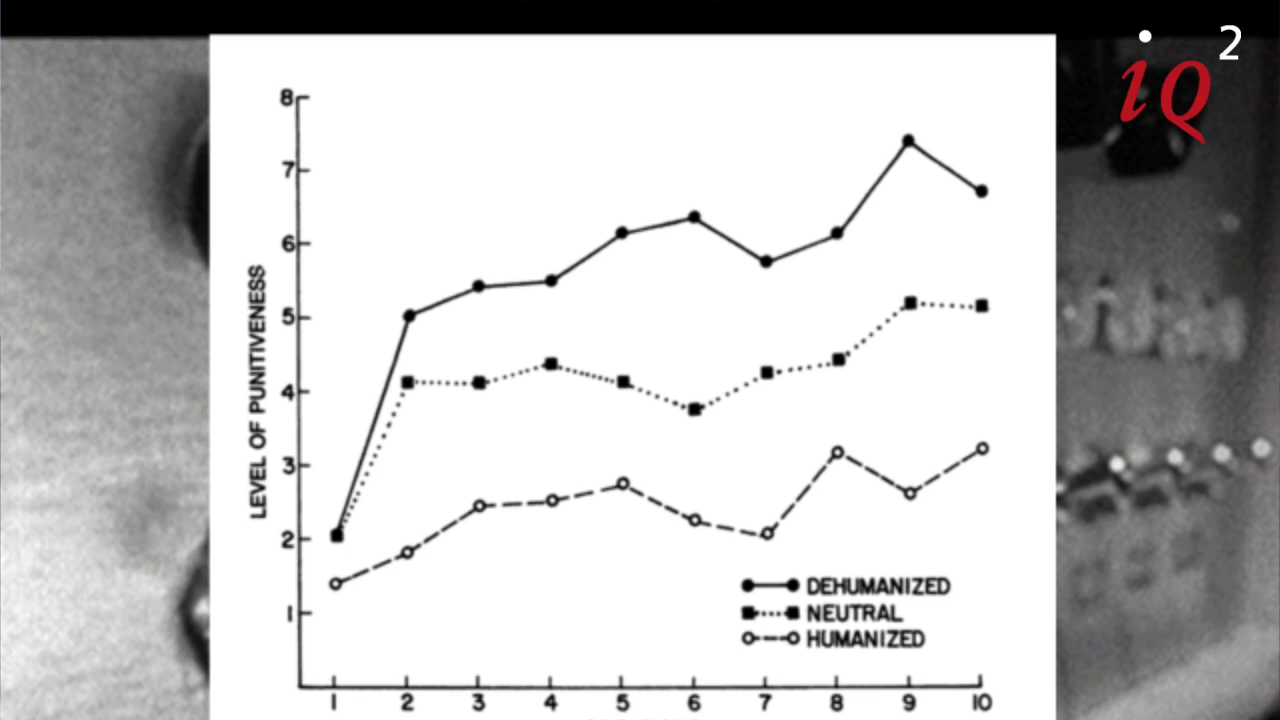 iQ2
8
7
6
5
4
3
2
1
LEVEL OF PUNITIVENESS
DEHUMANIZED
NEUTRAL
HUMANIZED
1 2 3 4 5 6 7 8 9 10